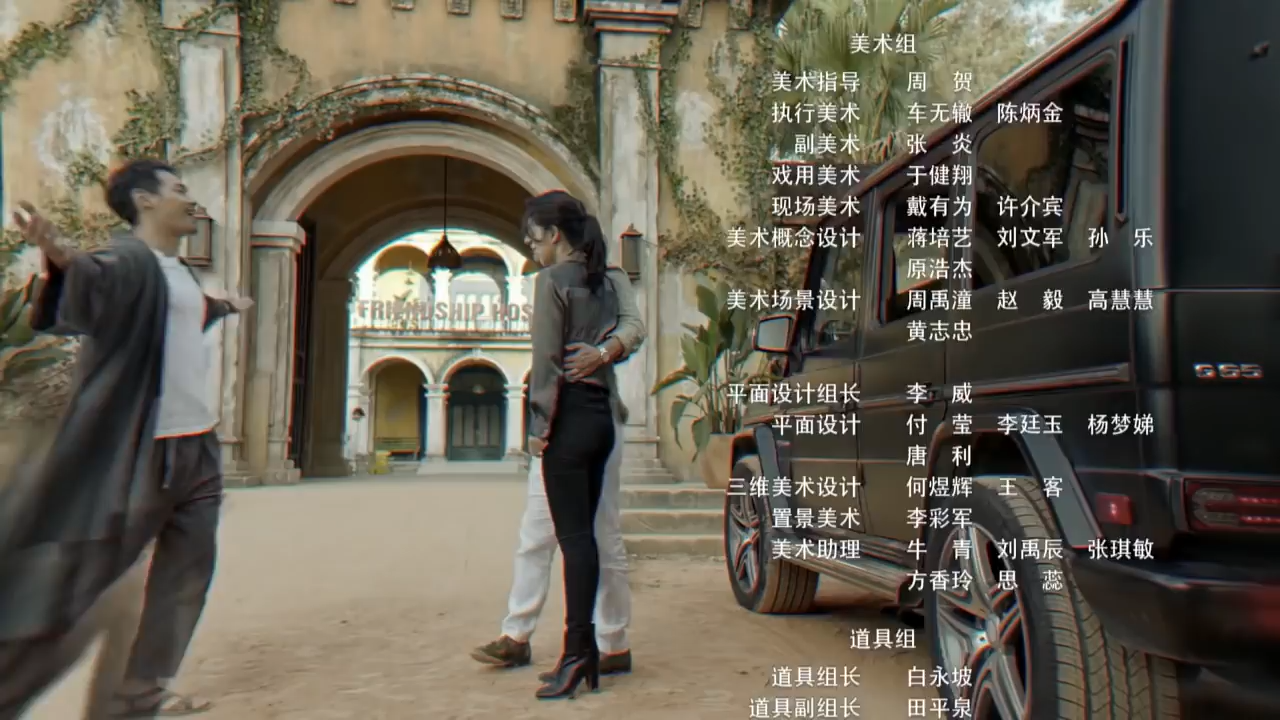 美术组
美术指导 周 贺
执行美术 车无辙 陈炳金
副美术 张 炎
戏用美术 于健翔
现场美术 戴有为 许介宾
美术概念设计 蒋培艺 刘文军 孙 乐
原浩杰
美术场景设计 周禹潼 赵 毅 高慧慧
黄志忠
FRIENDSHIP HOS
G65
平面设计组长 李 威
平面设计 付 莹 李廷玉 杨梦娣
唐 利
三维美术设计 何煜辉 王 客
置景美术 李彩军
美术助理 牛 青 刘禹辰 张琪敏
方香玲 思 蕊
道具组
道具组长 白永坡
道具副组长 田平泉